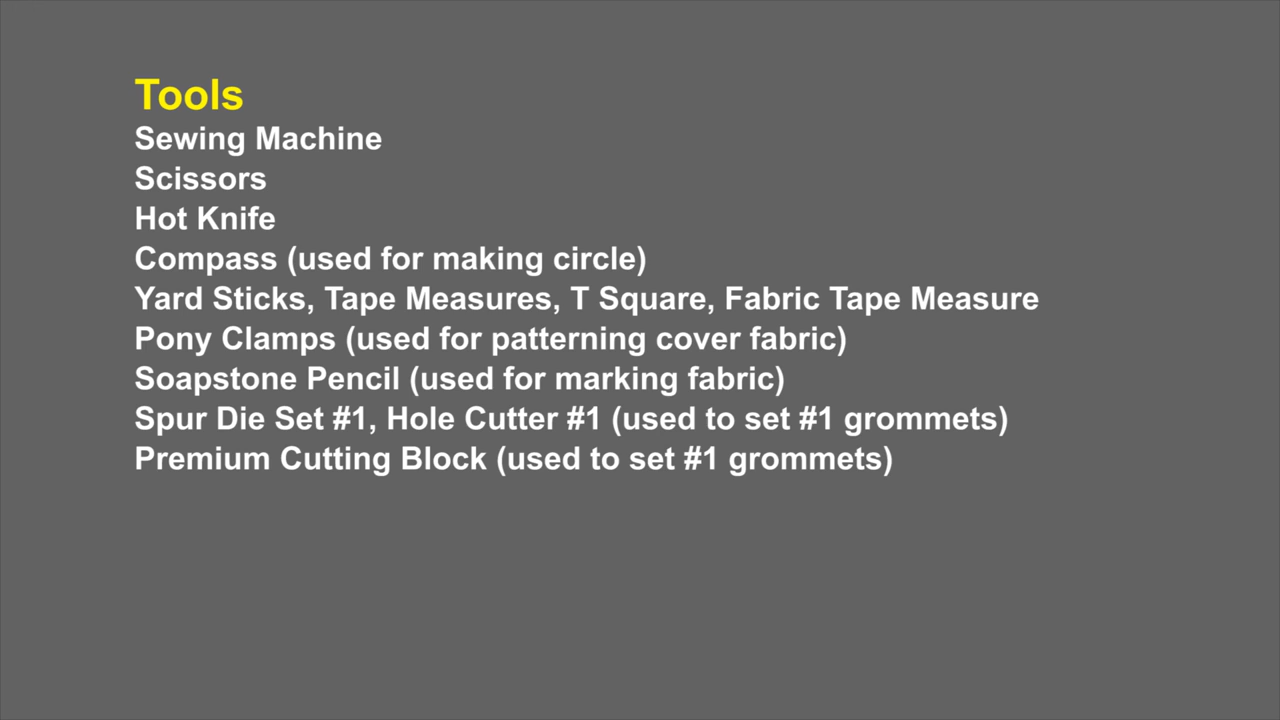 Tools
Sewing Machine
Scissors
Hot Knife
Compass (used for making circle)
Yard Sticks, Tape Measures, T Square, Fabric Tape Measure
Pony Clamps (used for patterning cover fabric)
Soapstone Pencil (used for marking fabric)
Spur Die Set #1, Hole Cutter #1 (used to set #1 grommets)
Premium Cutting Block (used to set #1 grommets)